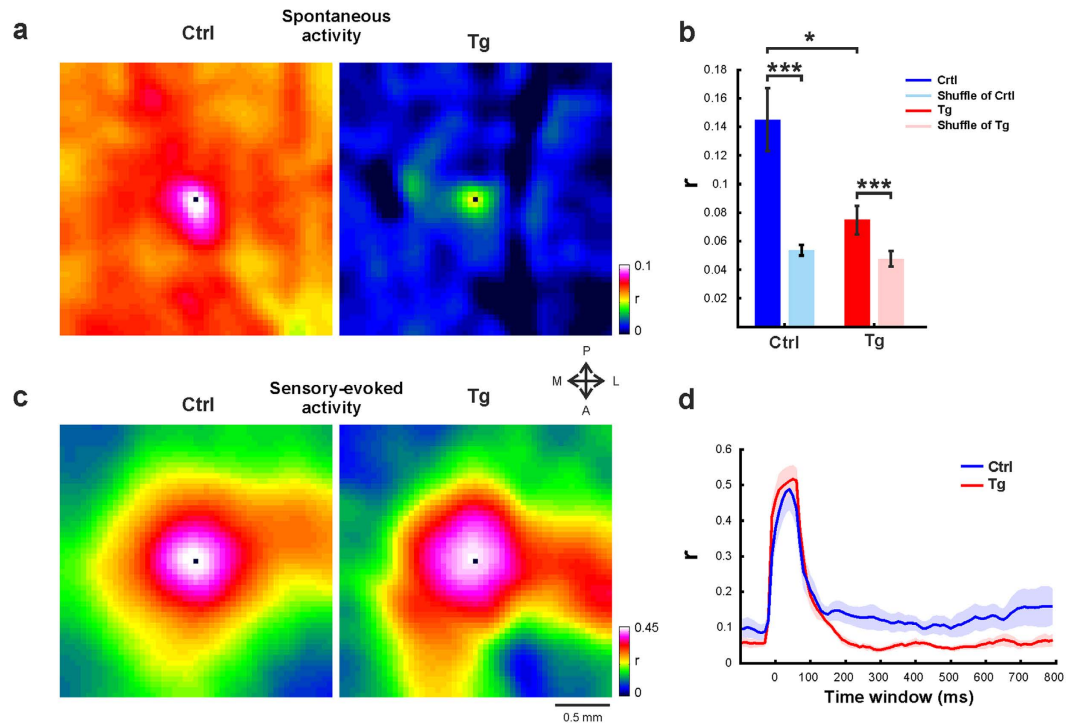 a
Ctrl
Spontaneous
activity
Tg
0.1
r
0
b
*
***
***
0.18
0.16
0.14
0.12
0.10
0.08
0.06
0.04
0.02
r
Ctrl
Tg
Crtl
Shuffle of Crtl
Tg
Shuffle of Tg
P
M
L
A
c
Ctrl
Sensory-evoked
activity
Tg
0.45
r
0
0.5 mm
d
0.6
0.5
0.4
0.3
0.2
0.1
0
r
Ctrl
Tg
0 100 200 300 400 500 600 700 800
Time window (ms)